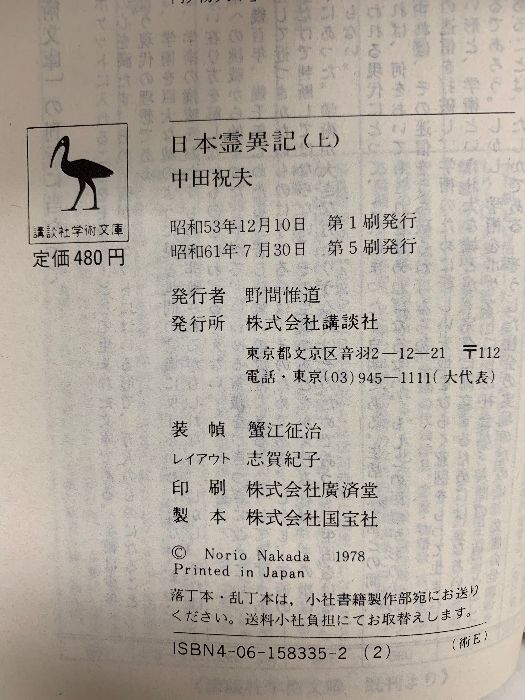 日本霊異記(上)
中田祝夫
昭和53年12月10日 第1刷発行
昭和61年7月30日 第5刷発行
講談社学術文庫
定価480円
発行者 野間惟道
発行所 株式会社講談社
東京都文京区音羽2—12—21 〒112
電話・東京(03)945—1111(大代表)
装幀 蟹江征治
レイアウト 志賀紀子
印刷 株式会社廣済堂
製本 株式会社国宝社
© Norio Nakada 1978
Printed in Japan
落丁本・乱丁本は,小社書籍製作部宛にお送り
ください。送料小社負担にてお取替えします。
ISBN4-06-158335-2 (2)
(術E)